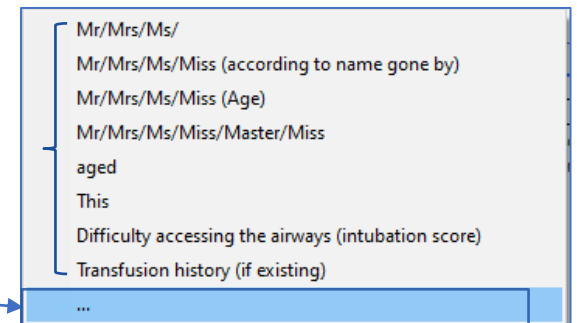 Mr/Mrs/Ms/
Mr/Mrs/Ms/Miss (according to name gone by)
Mr/Mrs/Ms/Miss (Age)
Mr/Mrs/Ms/Miss/Master/Miss
aged
This
Difficulty accessing the airways (intubation score)
Transfusion history (if existing)
...